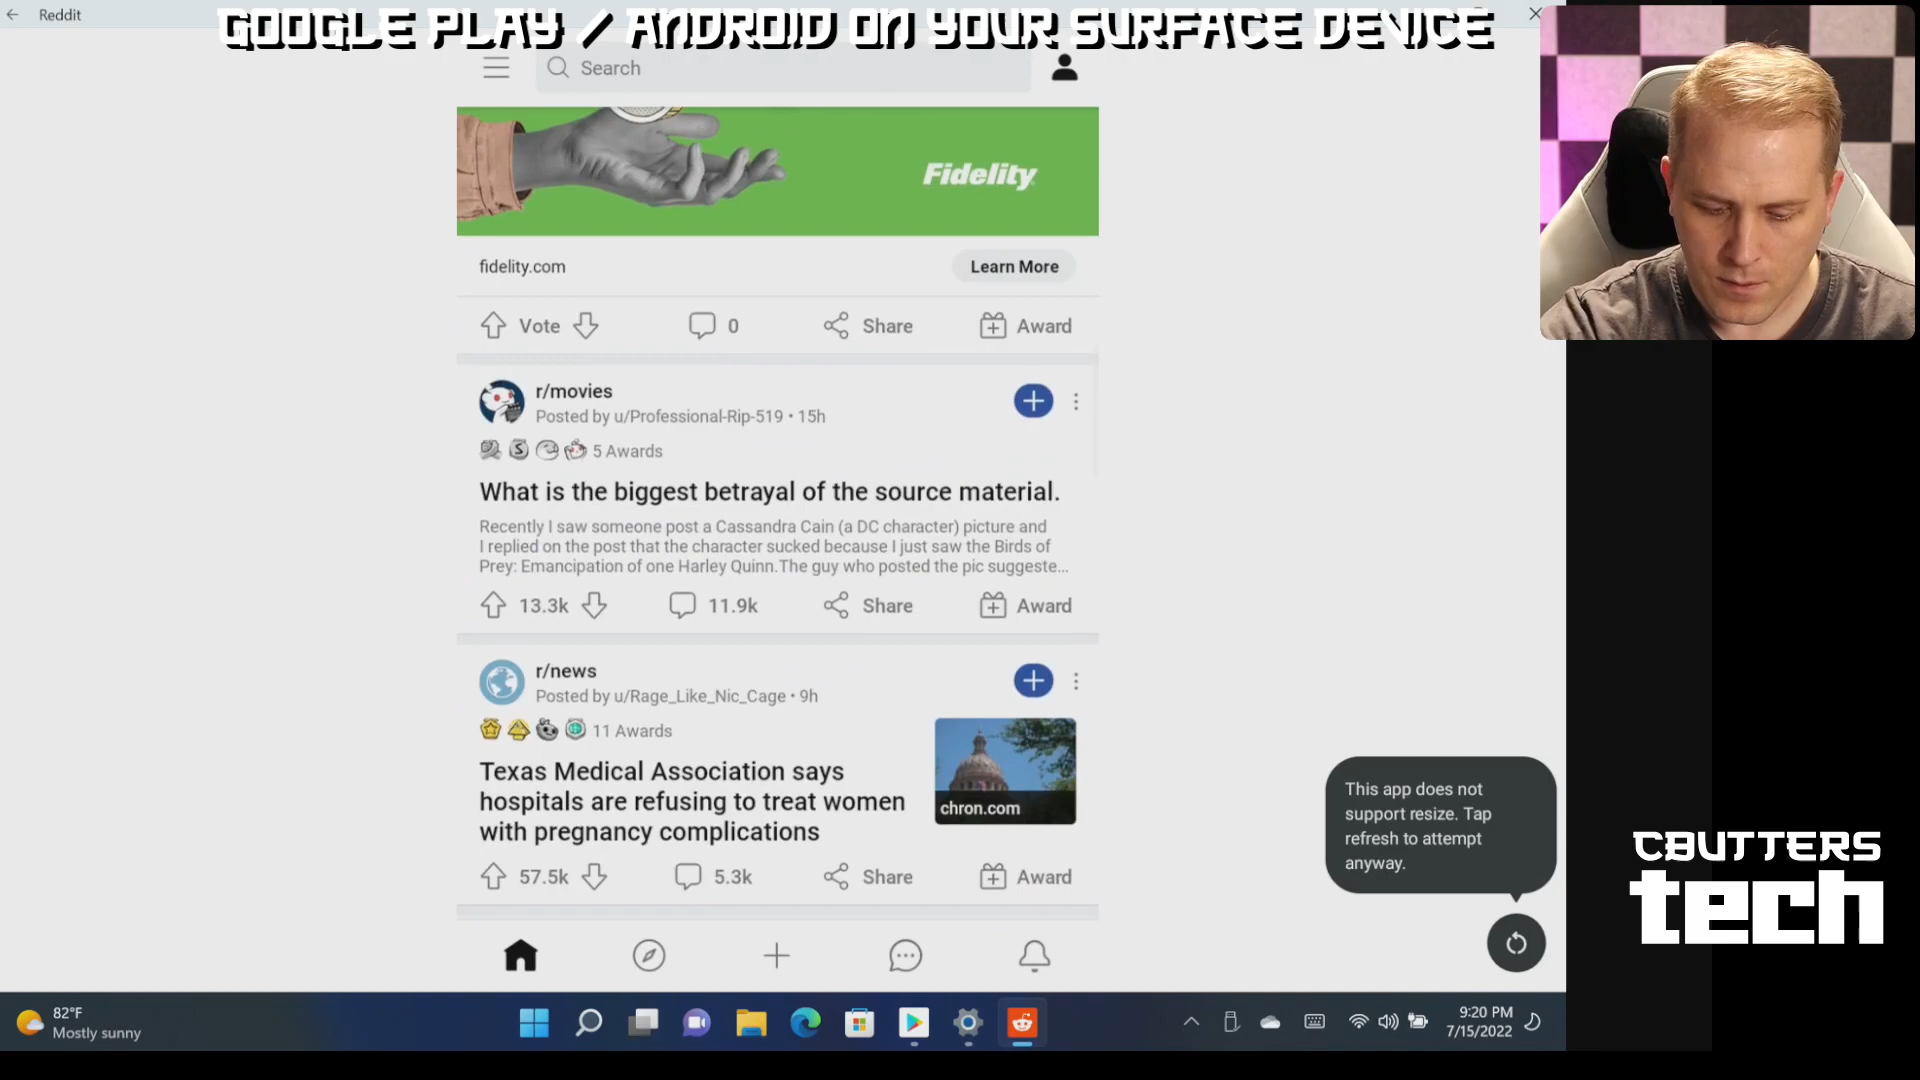 Reddit
GOOGLE PLAY / ANDROID ON YOUR SURFACE DEVICE
Search
Fidelity
fidelity.com
Learn More
Vote
0
Share
Award
r/movies
Posted by u/Professional-Rip-519 • 15h
5 Awards
What is the biggest betrayal of the source material.
Recently I saw someone post a Cassandra Cain (a DC character) picture and
I replied on the post that the character sucked because I just saw the Birds of
Prey: Emancipation of one Harley Quinn.The guy who posted the pic suggeste...
13.3k
11.9k
Share
Award
r/news
Posted by u/Rage_Like_Nic_Cage • 9h
11 Awards
Texas Medical Association says
hospitals are refusing to treat women
with pregnancy complications
chron.com
57.5k
5.3k
Share
Award
This app does not
support resize. Tap
refresh to attempt
anyway.
CBUTTERS
tech
82°F
Mostly sunny
9:20 PM
7/15/2022